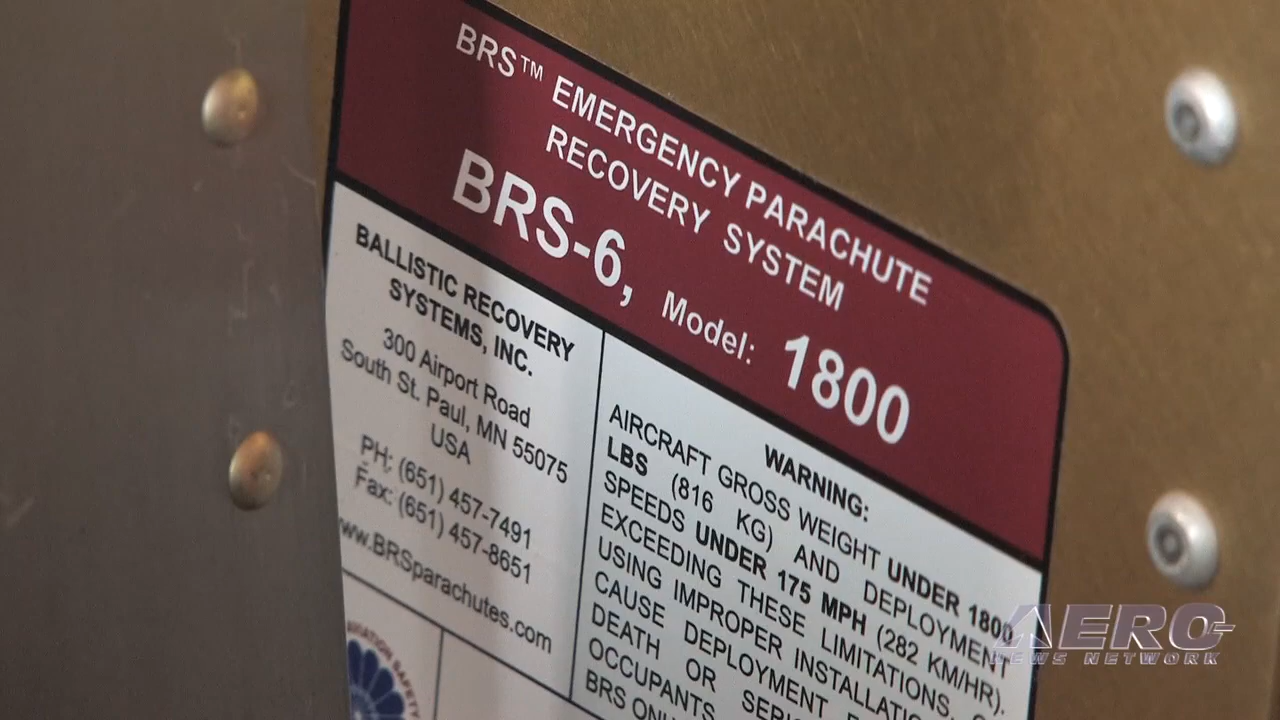 BRS™ EMERGENCY PARACHUTE
RECOVERY SYSTEM
BRS-6, Model: 1800
BALLISTIC RECOVERY
SYSTEMS, INC.
300 Airport Road
South St. Paul, MN 55075
USA
PH: (651) 457-7491
Fax: (651) 457-8651
www.BRSparachutes.com
AVIATION SAFETY
WARNING:
AIRCRAFT GROSS WEIGHT UNDER 1800
LBS (816 KG) AND DEPLOYMENT
SPEEDS UNDER 175 MPH (282 KM/HR).
EXCEEDING THESE LIMITATIONS,
USING IMPROPER
CAUSE DEPLOYMENT
DEATH OR
OCCUPANTS
BRS
AERO
NEWS NETWORK